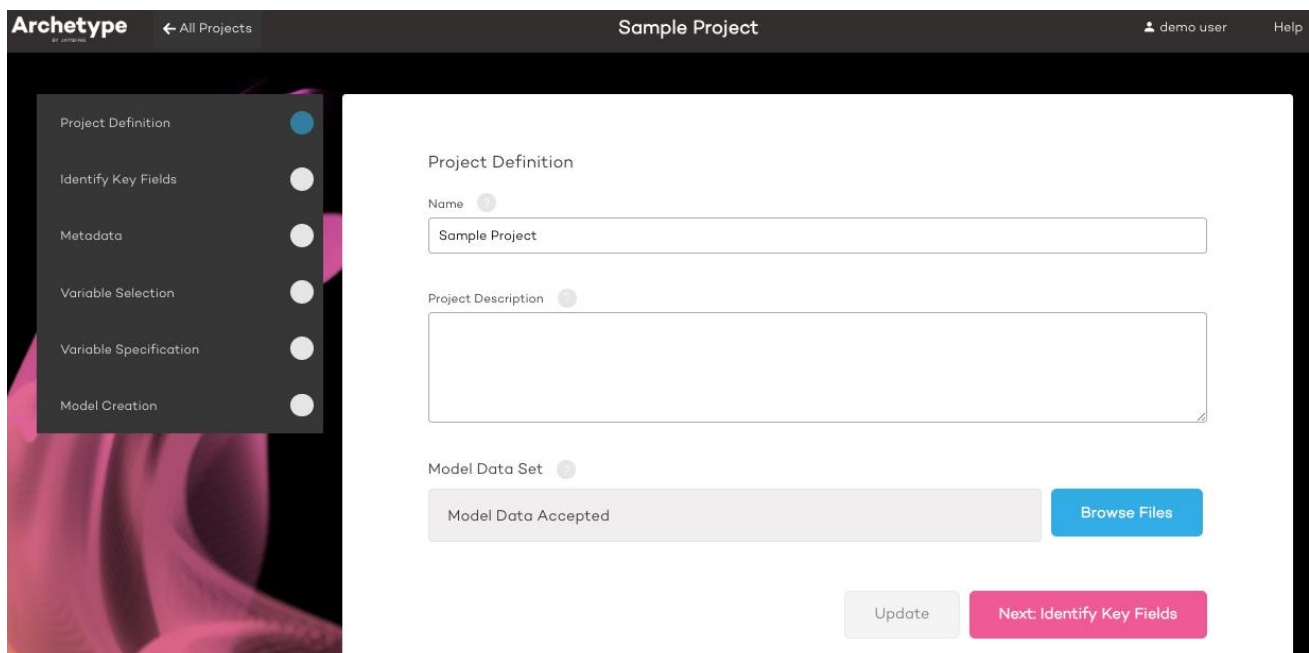 Archetype
← All Projects
Sample Project
demo user
Help
Project Definition
Identify Key Fields
Metadata
Variable Selection
Variable Specification
Model Creation
Project Definition
Name ?
Sample Project
Project Description ?
Model Data Set ?
Model Data Accepted
Browse Files
Update
Next: Identify Key Fields